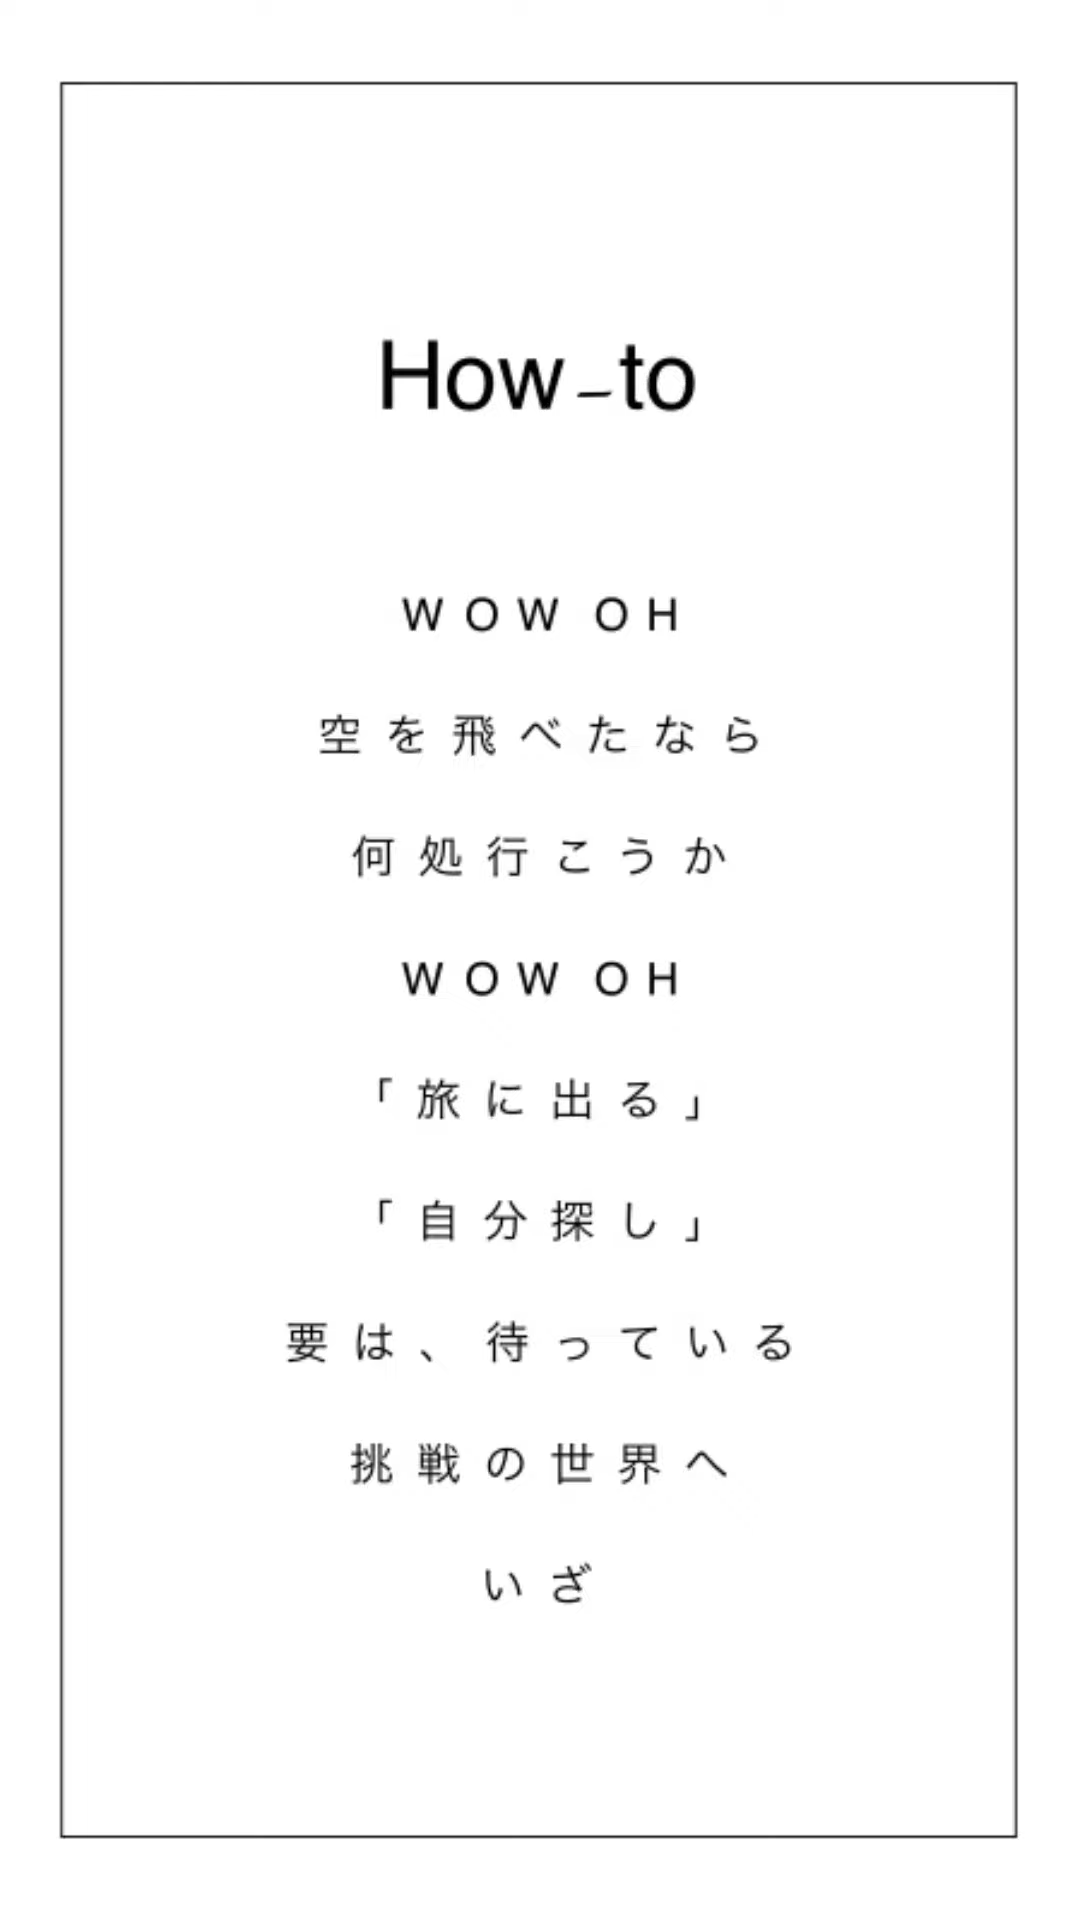 How-to
WOW OH
空を飛べたなら
何処行こうか
WOW OH
「旅に出る」
「自分探し」
要は、待っている
挑戦の世界へ
いざ